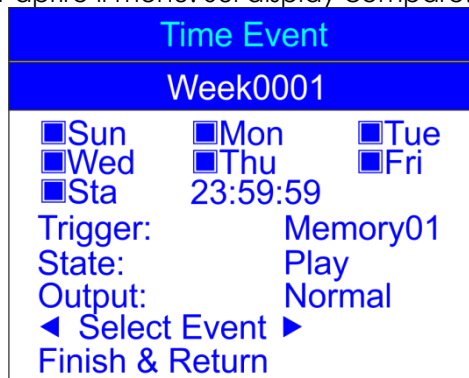 Time Event
Week0001
Sun Mon Tue
Wed Thu Fri
Sta 23:59:59
Trigger: Memory01
State: Play
Output: Normal
◄ Select Event ►
Finish & Return